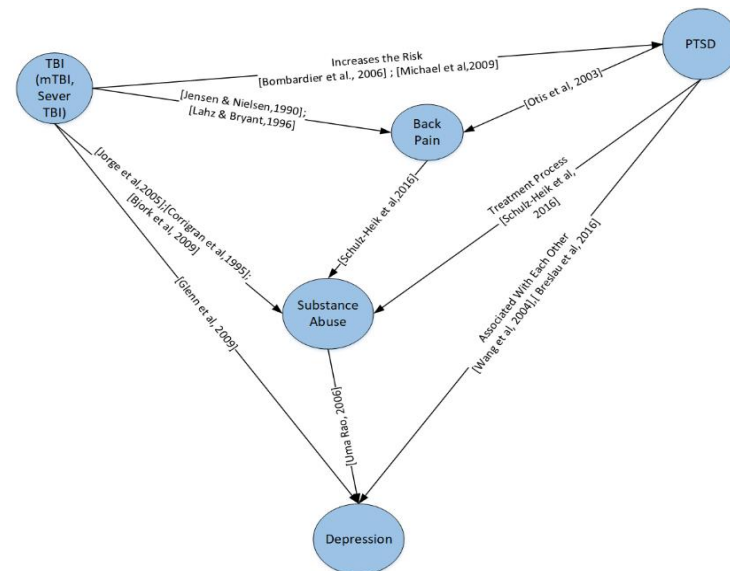 TBI
(mTBI,
Sever
TBI)
Increases the Risk
[Bombardier et al., 2006] ; [Michael et al,2009]
PTSD
[Jensen & Nielsen,1990];
[Lahz & Bryant,1996]
Back
Pain
[Otis et al, 2003]
[Jorge et al,2005];[Corrigran et al,1995];
[Bjork et al, 2009]
[Schulz-Heik et al,2016]
Treatment Process
[Schulz-Heik et al,
2016]
[Glenn et al, 2009]
Substance
Abuse
Associated With Each Other
[Wang et al, 2004];[ Breslau et al, 2016]
[Uma Rao, 2006]
Depression